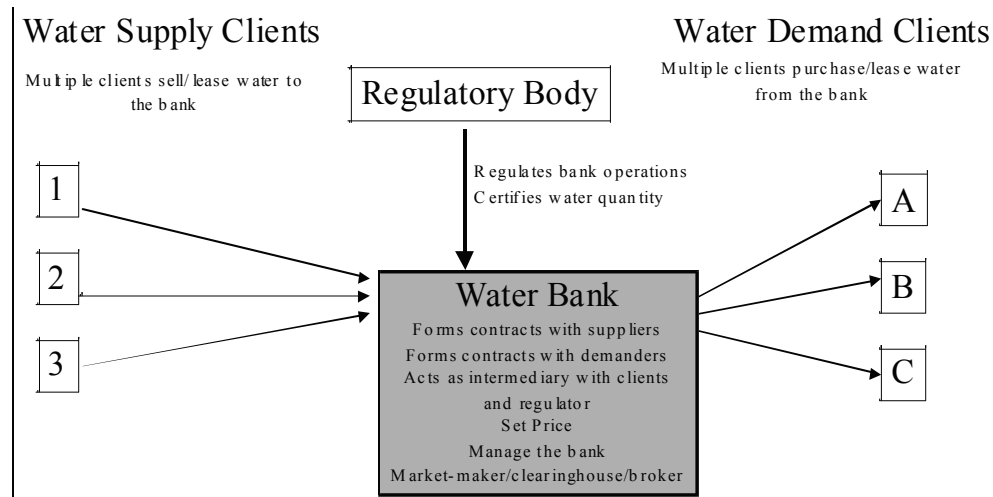 Water Supply Clients
Multiple clients sell/lease water to
the bank
Water Demand Clients
Multiple clients purchase/lease water
from the bank
Regulatory Body
Regulates bank operations
Certifies water quantity
1
2
3
A
B
C
Water Bank
Forms contracts with suppliers
Forms contracts with demanders
Acts as intermediary with clients
and regulator
Set Price
Manage the bank
Market-maker/clearinghouse/broker